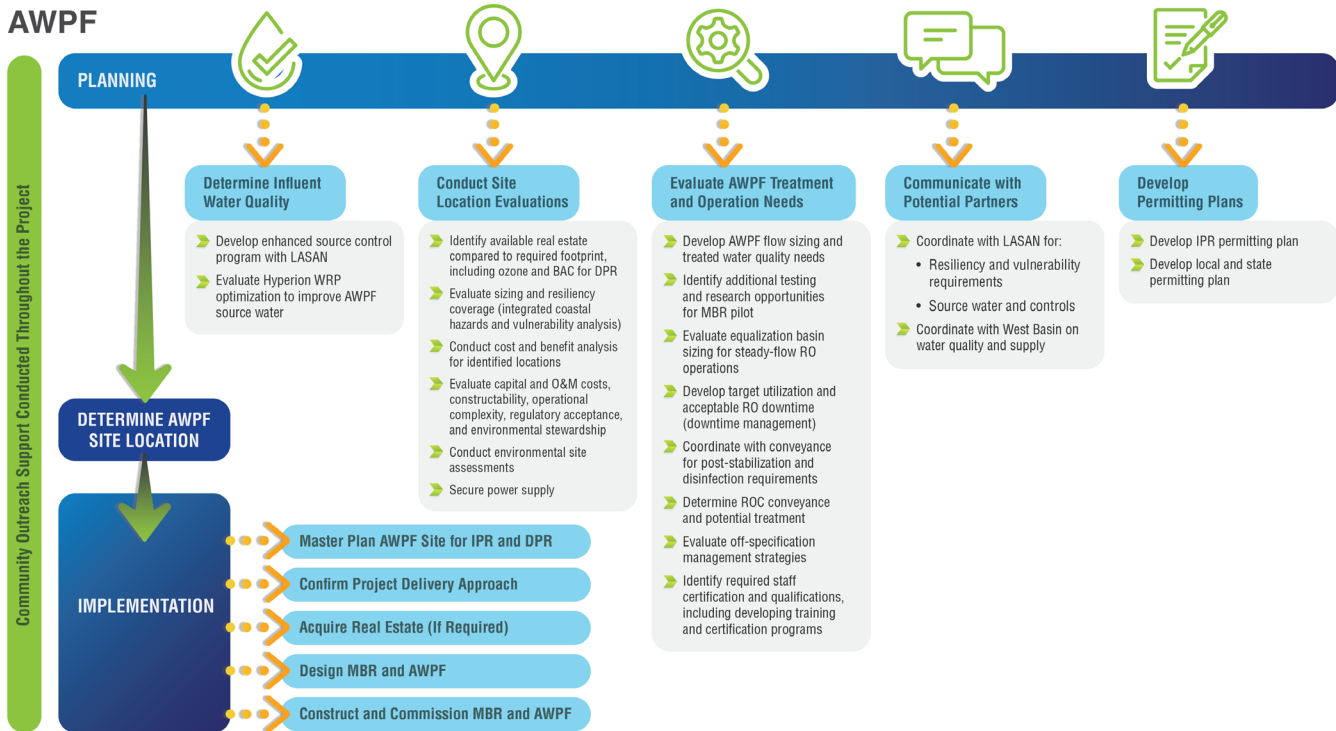 AWPF
Community Outreach Support Conducted Throughout the Project
PLANNING
Determine Influent
Water Quality
Develop enhanced source control
program with LASAN
Evaluate Hyperion WRP
optimization to improve AWPF
source water
Conduct Site
Location Evaluations
Identify available real estate
compared to required footprint,
including ozone and BAC for DPR
Evaluate sizing and resiliency
coverage (integrated coastal
hazards and vulnerability analysis)
Conduct cost and benefit analysis
for identified locations
Evaluate capital and O&M costs,
constructability, operational
complexity, regulatory acceptance,
and environmental stewardship
Conduct environmental site
assessments
Secure power supply
Evaluate AWPF Treatment
and Operation Needs
Develop AWPF flow sizing and
treated water quality needs
Identify additional testing
and research opportunities
for MBR pilot
Evaluate equalization basin
sizing for steady-flow RO
operations
Develop target utilization and
acceptable RO downtime
(downtime management)
Coordinate with conveyance
for post-stabilization and
disinfection requirements
Determine ROC conveyance
and potential treatment
Evaluate off-specification
management strategies
Identify required staff
certification and qualifications,
including developing training
and certification programs
Communicate with
Potential Partners
Coordinate with LASAN for:
• Resiliency and vulnerability
requirements
• Source water and controls
Coordinate with West Basin on
water quality and supply
Develop
Permitting Plans
Develop IPR permitting plan
Develop local and state
permitting plan
DETERMINE AWPF
SITE LOCATION
IMPLEMENTATION
Master Plan AWPF Site for IPR and DPR
Confirm Project Delivery Approach
Acquire Real Estate (If Required)
Design MBR and AWPF
Construct and Commission MBR and AWPF